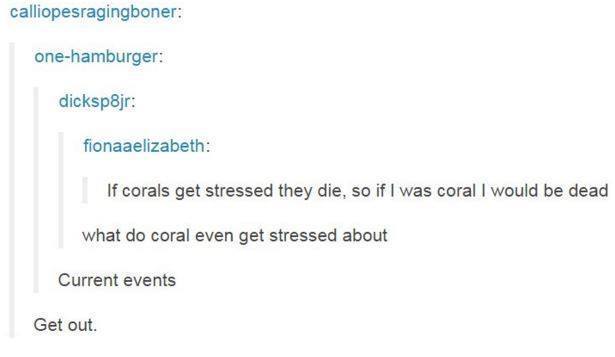 calliopesragingboner:
one-hamburger:
dicksp8jr:
fionaaelizabeth:
If corals get stressed they die, so if I was coral I would be dead
what do coral even get stressed about
Current events
Get out.